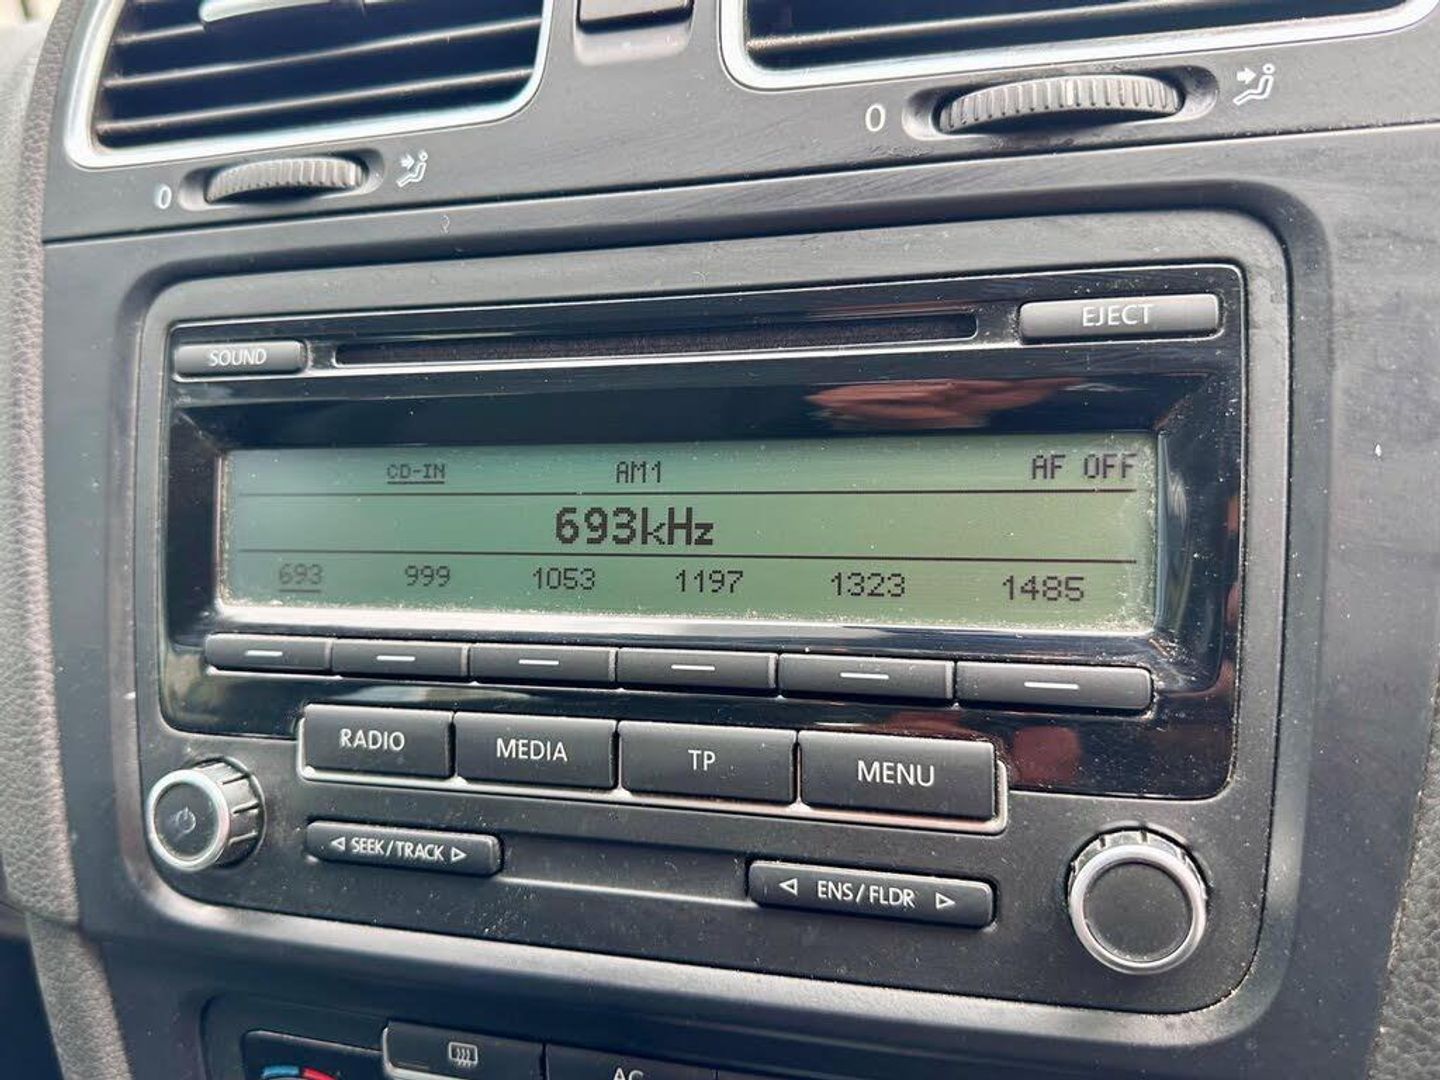 0
0
SOUND
EJECT
CD-IN AM1 AF OFF
693kHz
693 999 1053 1197 1323 1485
RADIO MEDIA TP MENU
SEEK/TRACK
ENS/FLDR
AC